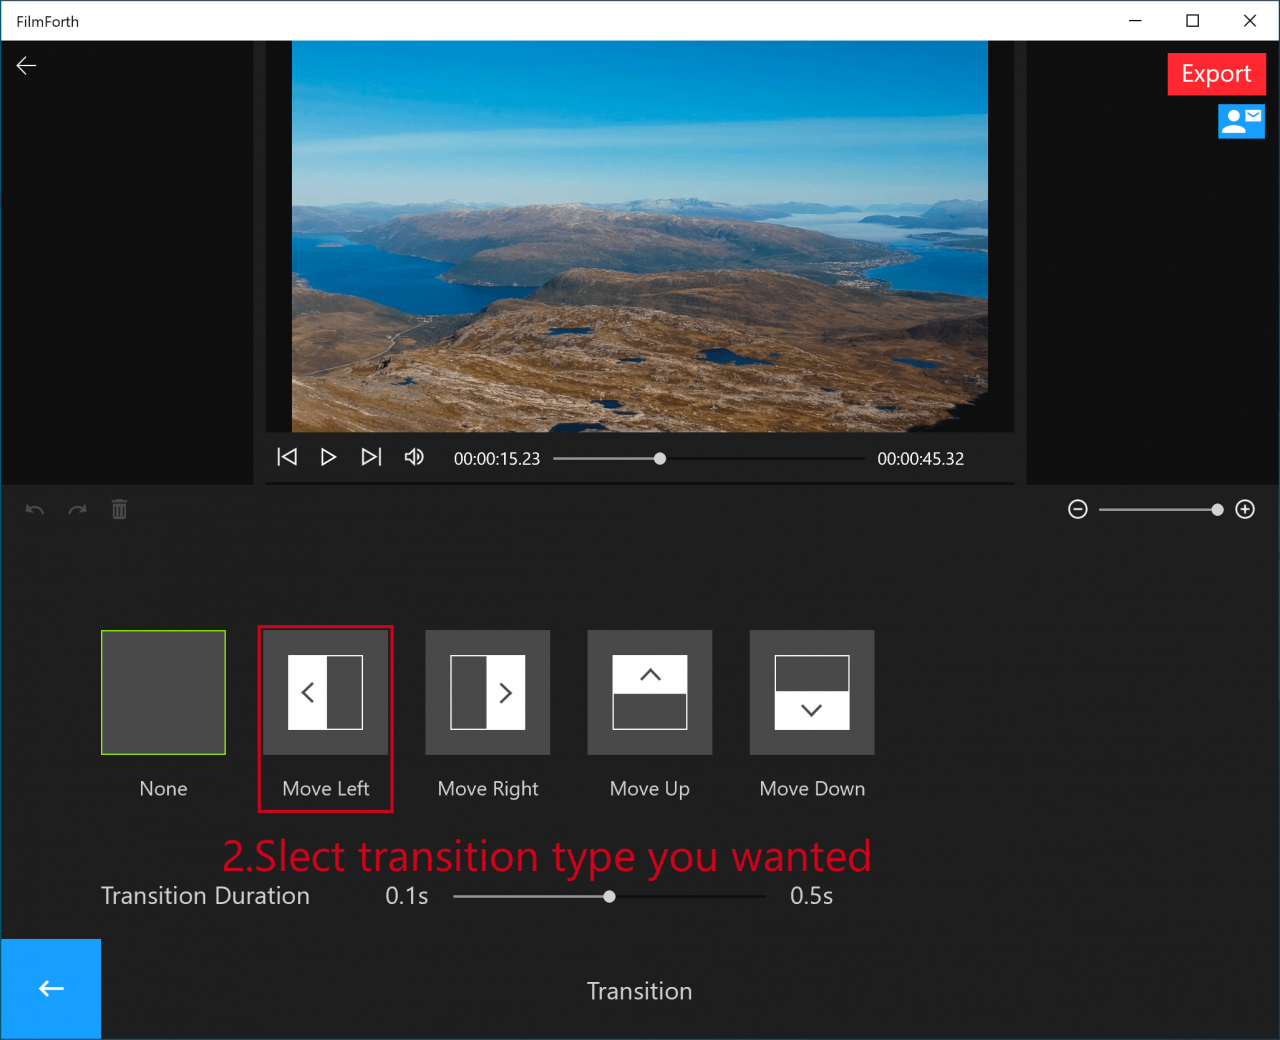 FilmForth
Export
00:00:15.23
00:00:45.32
None
Move Left
Move Right
Move Up
Move Down
2.Slect transition type you wanted
Transition Duration
0.1s
0.5s
Transition